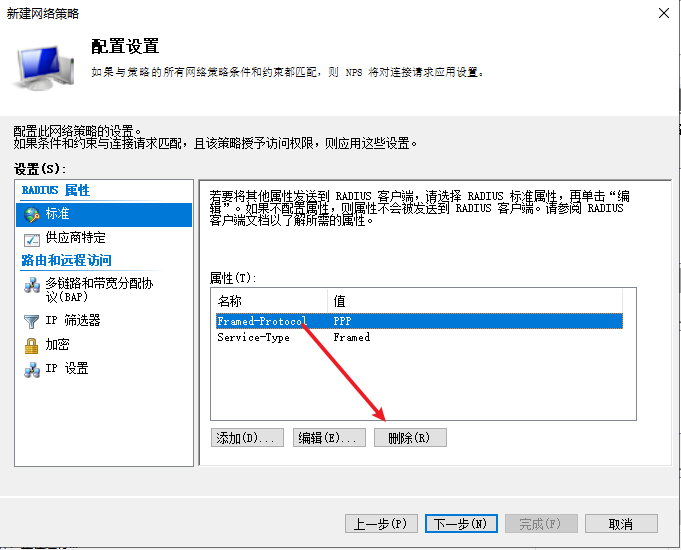 新建网络策略
配置设置
如果与策略的所有网络策略条件和约束都匹配，则 NPS 将对连接请求应用设置。
配置此网络策略的设置。
如果条件和约束与连接请求匹配，且该策略授予访问权限，则应用这些设置。
设置(S):
RADIUS 属性
标准
供应商特定
路由和远程访问
多链路和带宽分配协
议(BAP)
IP 筛选器
加密
IP 设置
若要将其他属性发送到 RADIUS 客户端，请选择 RADIUS 标准属性，再单击“编
辑”。如果不配置属性，则属性不会被发送到 RADIUS 客户端。请参阅 RADIUS
客户端文档以了解所需的属性。
属性(T):
名称 值
Framed-Protocol PPP
Service-Type Framed
添加(D)... 编辑(E)... 删除(R)
上一步(P) 下一步(N) 完成(F) 取消